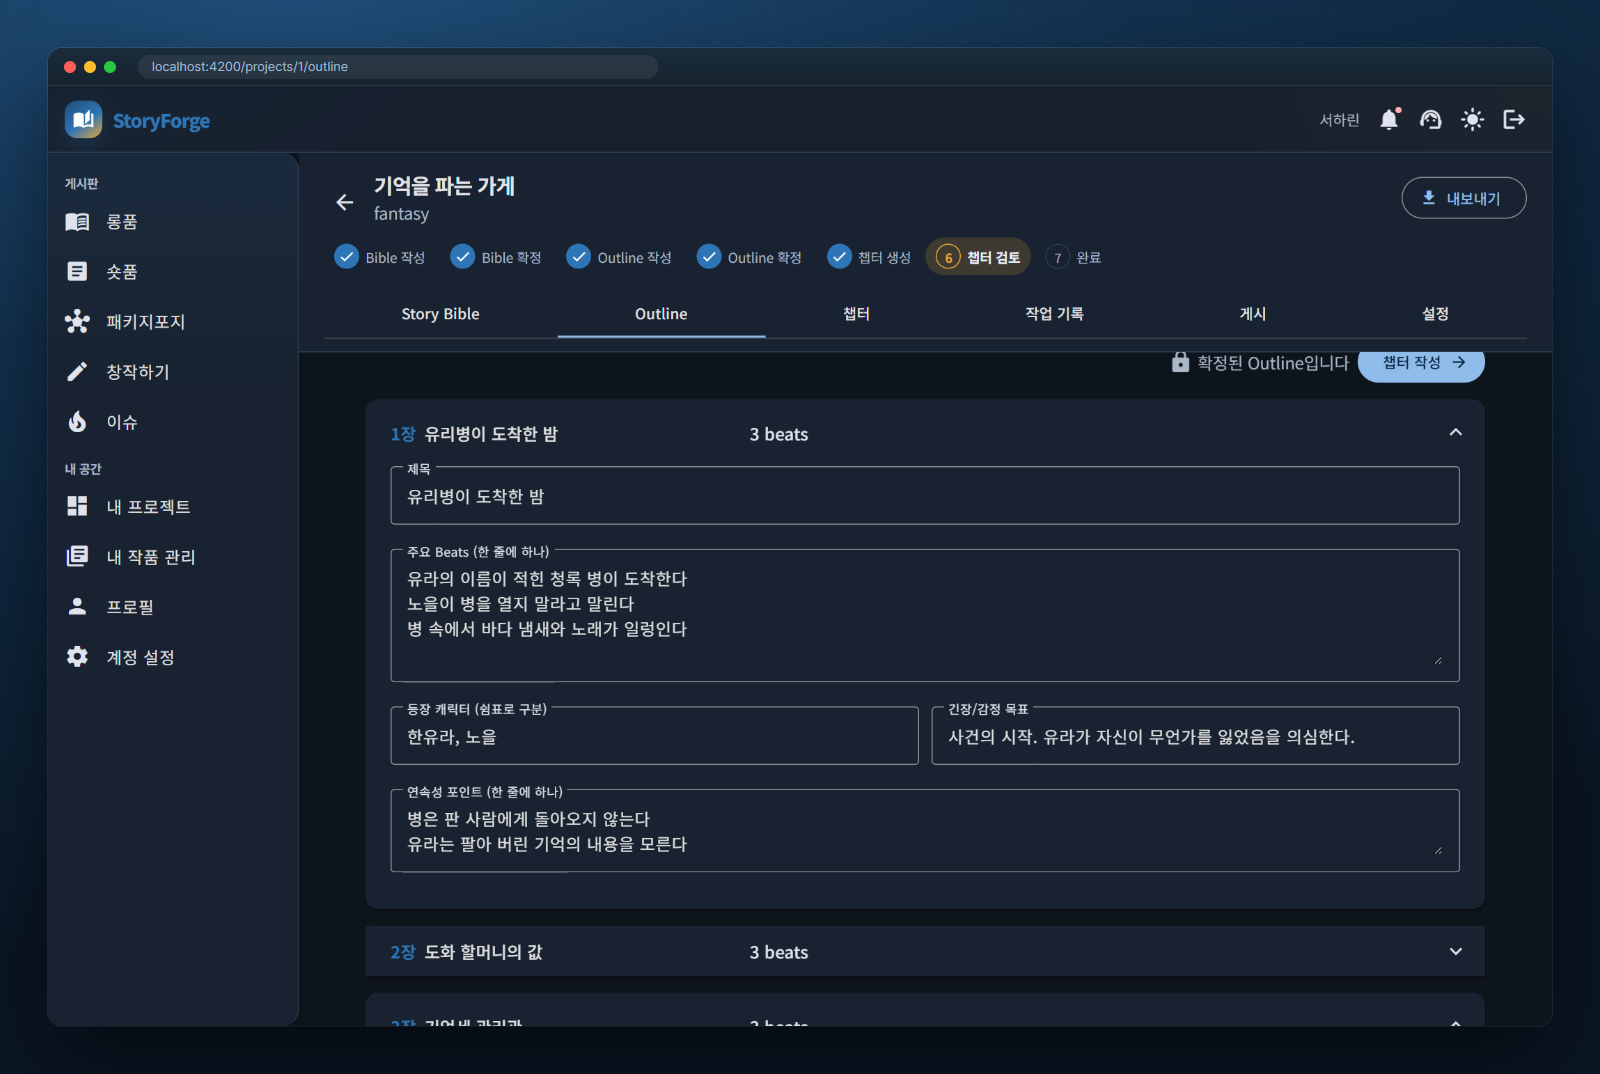 localhost:4200/projects/1/outline
StoryForge
서하린
게시판
롱폼
숏폼
패키지포지
창작하기
이슈
내 공간
내 프로젝트
내 작품 관리
프로필
계정 설정
기억을 파는 가게
fantasy
내보내기
Bible 작성
Bible 확정
Outline 작성
Outline 확정
챕터 생성
6 챕터 검토
7 완료
Story Bible
Outline
챕터
작업 기록
게시
설정
확정된 Outline입니다
챕터 작성
1장 유리병이 도착한 밤
3 beats
제목
유리병이 도착한 밤
주요 Beats (한 줄에 하나)
유라의 이름이 적힌 청록 병이 도착한다
노을이 병을 열지 말라고 말린다
병 속에서 바다 냄새와 노래가 일렁인다
등장 캐릭터 (쉼표로 구분)
한유라, 노을
긴장/감정 목표
사건의 시작. 유라가 자신이 무언가를 잃었음을 의심한다.
연속성 포인트 (한 줄에 하나)
병은 판 사람에게 돌아오지 않는다
유라는 팔아 버린 기억의 내용을 모른다
2장 도화 할머니의 값
3 beats
3 beats